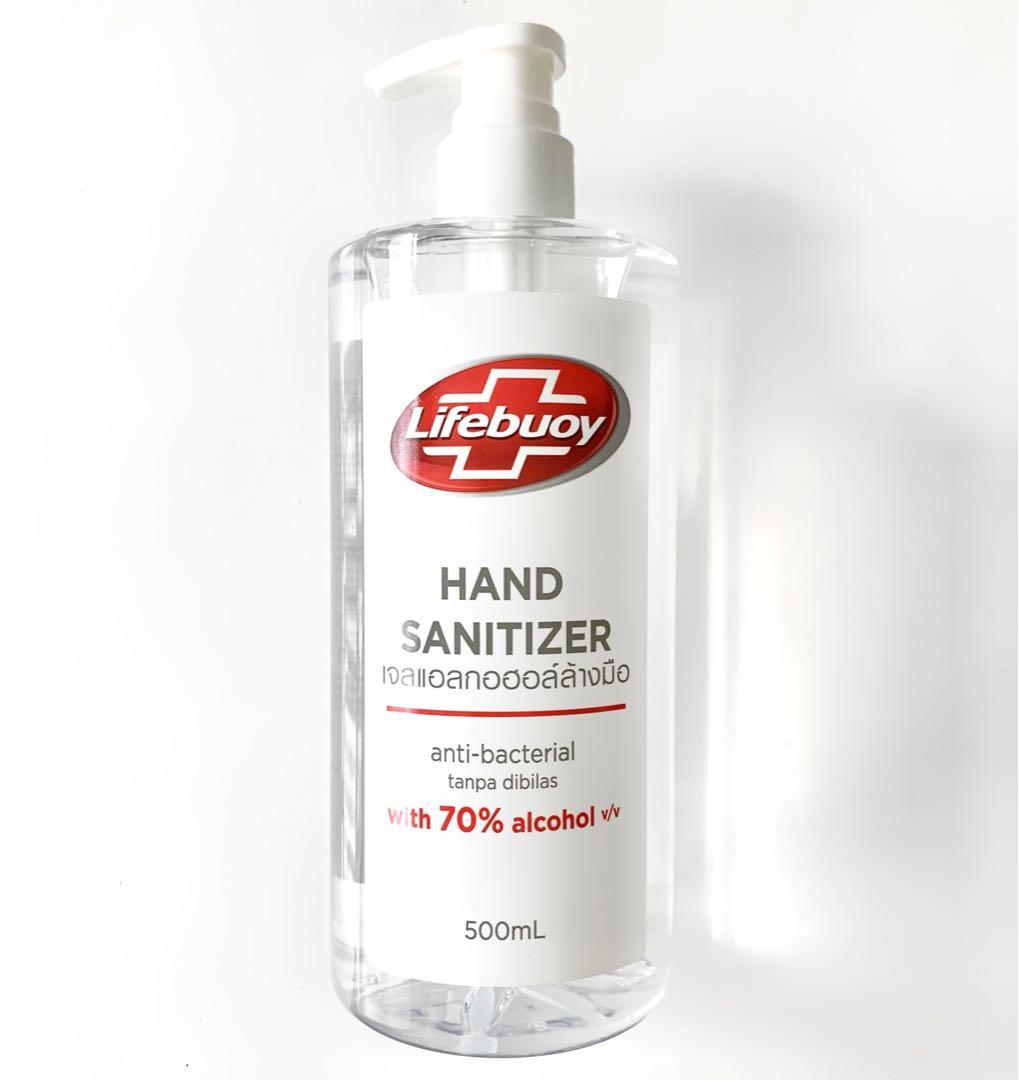 Lifebuoy
HAND
SANITIZER
เจลแอลกอฮอล์ล้างมือ
anti-bacterial
tanpa dibilas
with 70% alcohol v/v
500mL